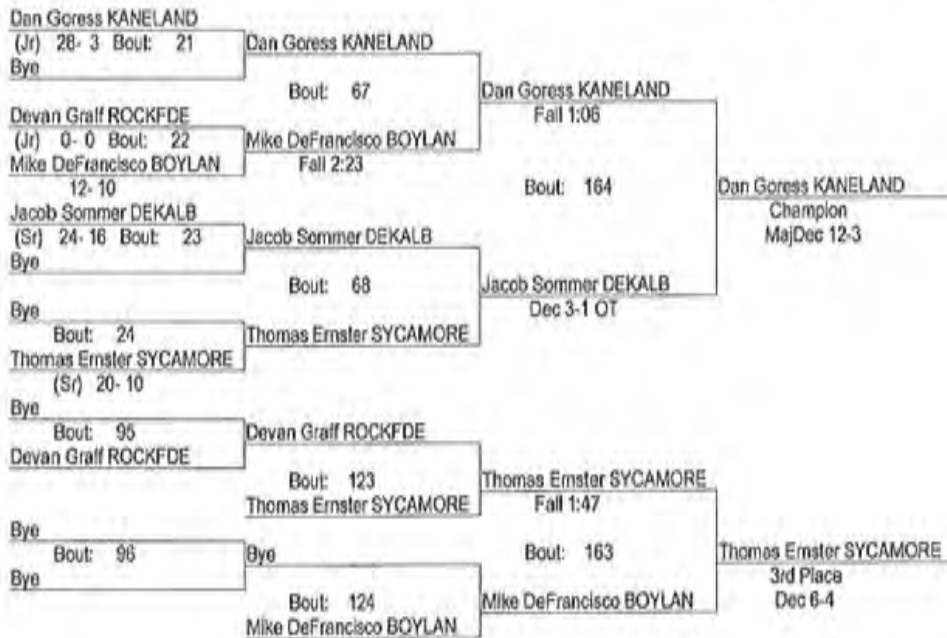 Dan Goress KANELAND
(Jr) 28- 3 Bout: 21
Bye
Dan Goress KANELAND
Bout: 67
Devan Graff ROCKFDE
(Jr) 0- 0 Bout: 22
Mike DeFrancisco BOYLAN
12- 10
Mike DeFrancisco BOYLAN
Fall 2:23
Dan Goress KANELAND
Fall 1:06
Bout: 164
Jacob Sommer DEKALB
(Sr) 24- 16 Bout: 23
Bye
Jacob Sommer DEKALB
Bout: 68
Bye
Bout: 24
Thomas Ernster SYCAMORE
(Sr) 20- 10
Thomas Ernster SYCAMORE
Jacob Sommer DEKALB
Dec 3-1 OT
Dan Goress KANELAND
Champion
MajDec 12-3
Bye
Bout: 95
Devan Graff ROCKFDE
Devan Graff ROCKFDE
Bout: 123
Thomas Ernster SYCAMORE
Thomas Ernster SYCAMORE
Fall 1:47
Bout: 163
Bye
Bout: 96
Bye
Bye
Bout: 124
Mike DeFrancisco BOYLAN
Mike DeFrancisco BOYLAN
Thomas Ernster SYCAMORE
3rd Place
Dec 6-4